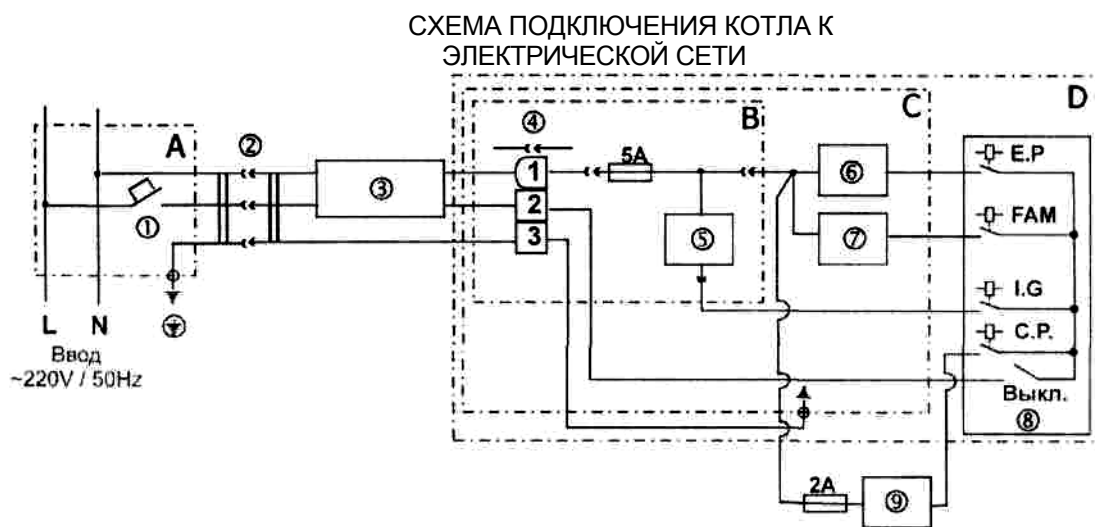 СХЕМА ПОДКЛЮЧЕНИЯ КОТЛА К
ЭЛЕКТРИЧЕСКОЙ СЕТИ
A
②
①
③
④
B
C
D
1
2
3
5A
⑤
⑥
⑦
E.P
FAM
I.G
C.P.
Выкл.
⑧
L N
Ввод
~220V / 50Hz
2A
⑨